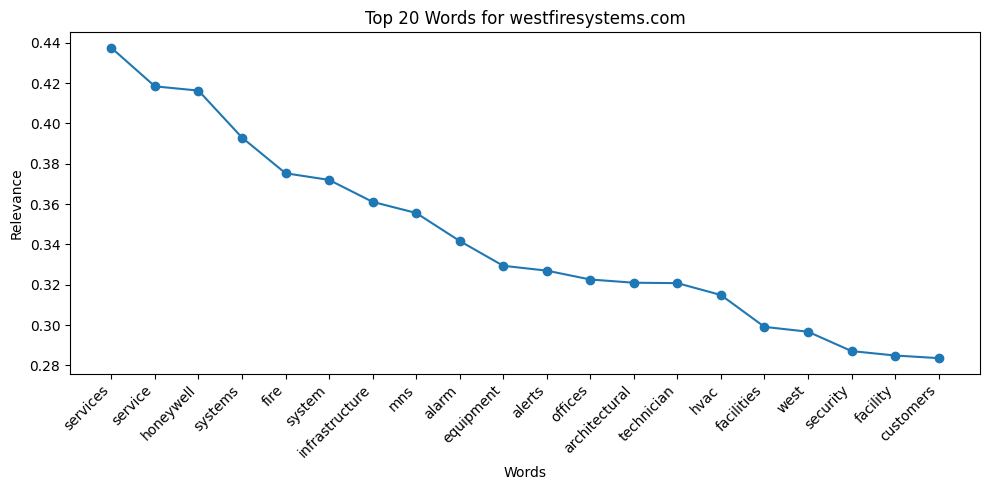 Top 20 Words for westfiresystems.com
Relevance
0.44
0.42
0.40
0.38
0.36
0.34
0.32
0.30
0.28
services
service
honeywell
systems
fire
system
infrastructure
mns
alarm
equipment
alerts
offices
architectural
technician
hvac
facilities
west
security
facility
customers
Words